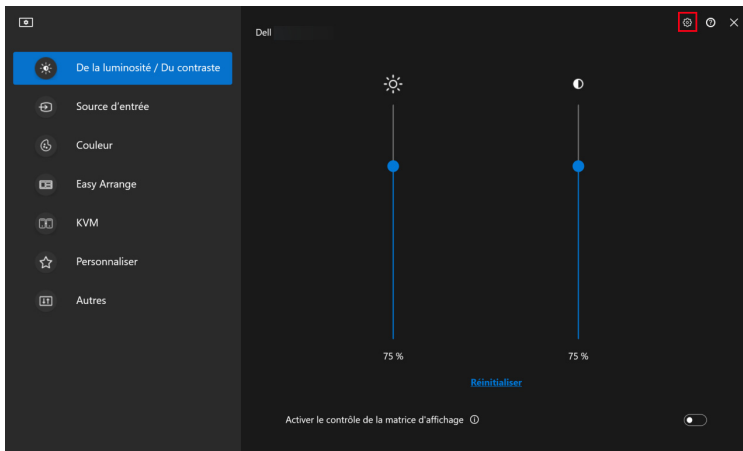 Dell
De la luminosité / Du contraste
Source d'entrée
Couleur
Easy Arrange
KVM
Personnaliser
Autres
75 %
75 %
Réinitialiser
Activer le contrôle de la matrice d'affichage